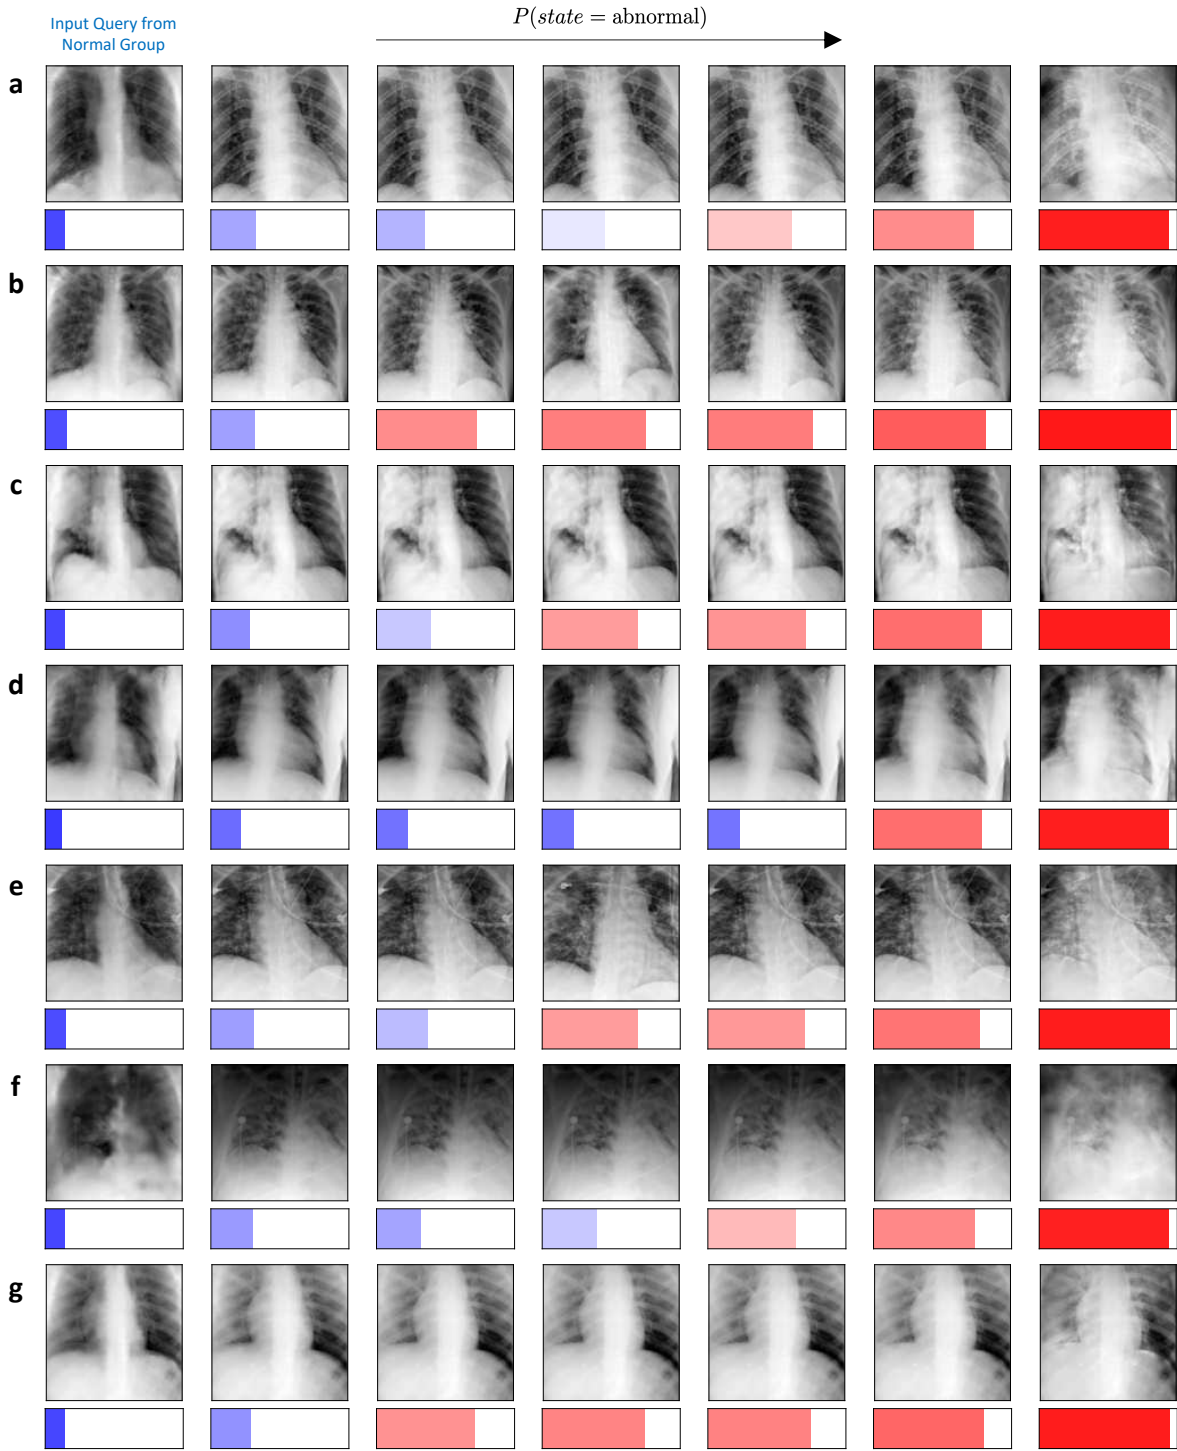 Input Query from
Normal Group
P(state = abnormal)
a
b
c
d
e
f
g